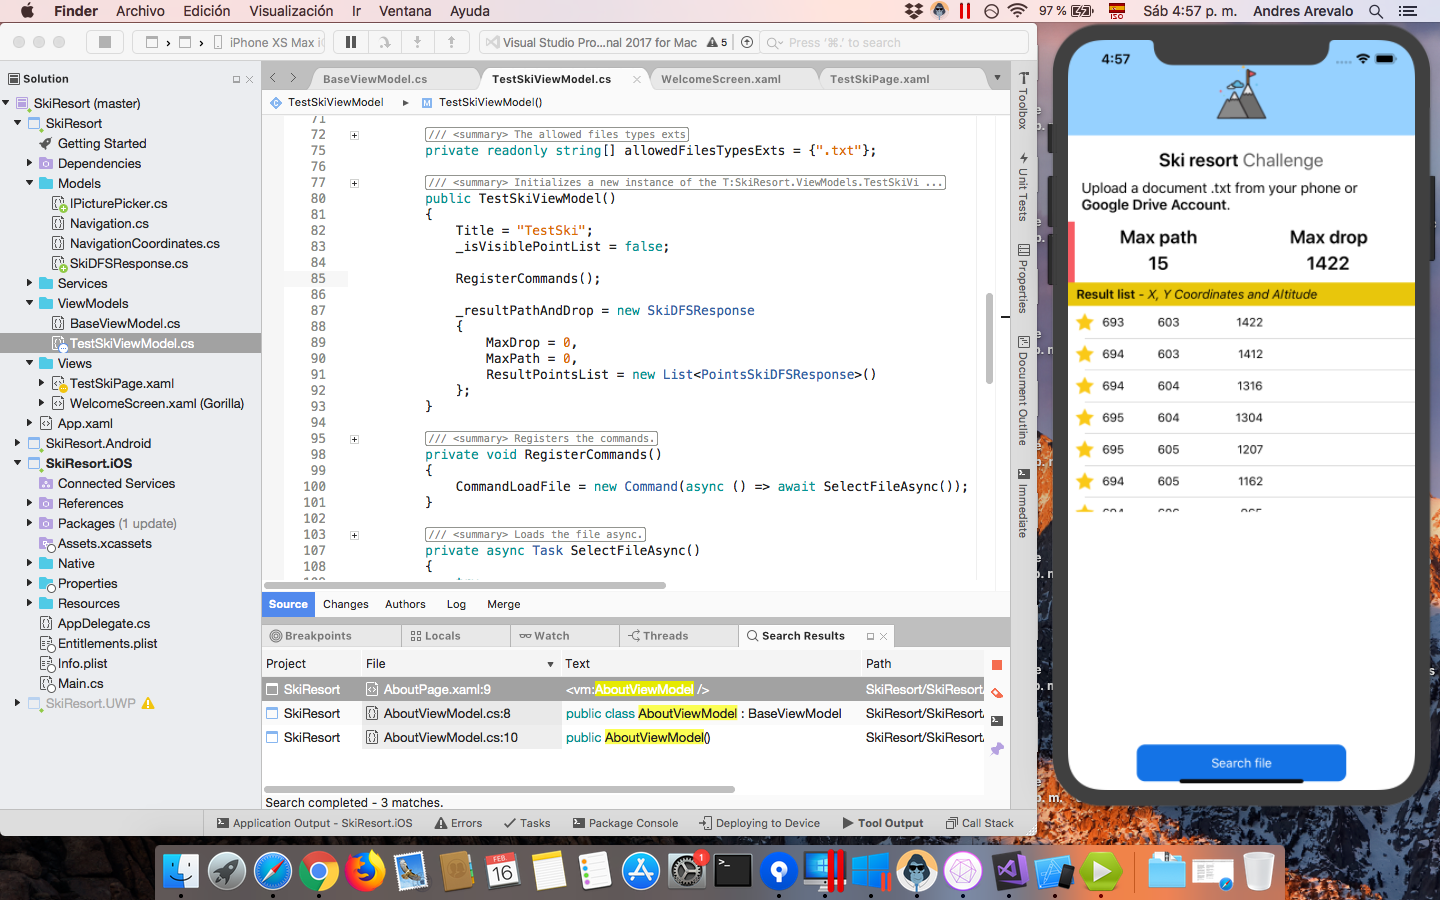 Finder Archivo Edición Visualización Ir Ventana Ayuda
97 % ISO Sáb 4:57 p. m. Andres Arevalo
iPhone XS Max i
Visual Studio Pro...nal 2017 for Mac 5
Press '⌘.' to search
Solution
SkiResort (master)
SkiResort
Getting Started
Dependencies
Models
IPicturePicker.cs
Navigation.cs
NavigationCoordinates.cs
SkiDFSResponse.cs
Services
ViewModels
BaseViewModel.cs
TestSkiViewModel.cs
Views
TestSkiPage.xaml
WelcomeScreen.xaml (Gorilla)
App.xaml
SkiResort.Android
SkiResort.iOS
Connected Services
References
Packages (1 update)
Assets.xcassets
Native
Properties
Resources
AppDelegate.cs
Entitlements.plist
Info.plist
Main.cs
SkiResort.UWP
BaseViewModel.cs TestSkiViewModel.cs WelcomeScreen.xaml TestSkiPage.xaml
TestSkiViewModel TestSkiViewModel()
71
72 /// <summary> The allowed files types exts
75 private readonly string[] allowedFilesTypesExts = {".txt"};
76
77 /// <summary> Initializes a new instance of the T:SkiResort.ViewModels.TestSkiVi ...
80 public TestSkiViewModel()
81 {
82 Title = "TestSki";
83 _isVisiblePointList = false;
84
85 RegisterCommands();
86
87 _resultPathAndDrop = new SkiDFSResponse
88 {
89 MaxDrop = 0,
90 MaxPath = 0,
91 ResultPointsList = new List<PointsSkiDFSResponse>()
92 };
93 }
94
95 /// <summary> Registers the commands.
98 private void RegisterCommands()
99 {
100 CommandLoadFile = new Command(async () => await SelectFileAsync());
101 }
102
103 /// <summary> Loads the file async.
107 private async Task SelectFileAsync()
108 {
Source Changes Authors Log Merge
Breakpoints Locals Watch Threads Search Results
Project File Text Path
SkiResort AboutPage.xaml:9 <vm:AboutViewModel /> SkiResort/SkiResort/
SkiResort AboutViewModel.cs:8 public class AboutViewModel : BaseViewModel SkiResort/SkiResort/
SkiResort AboutViewModel.cs:10 public AboutViewModel() SkiResort/SkiResort/
Search completed - 3 matches.
Application Output - SkiResort.iOS Errors Tasks Package Console Deploying to Device Tool Output Call Stack
Toolbox
Unit Tests
Properties
Document Outline
Immediate
4:57
Ski resort Challenge
Upload a document .txt from your phone or
Google Drive Account.
Max path Max drop
15 1422
Result list - X, Y Coordinates and Altitude
693 603 1422
694 603 1412
694 604 1316
695 604 1304
695 605 1207
694 605 1162
Search file
FEB. 16
1